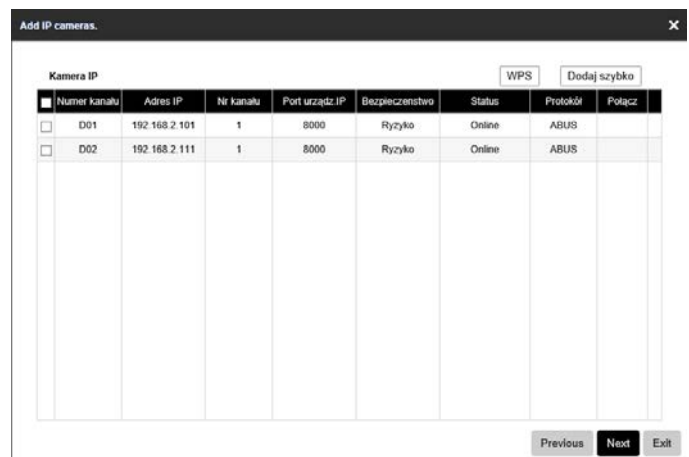 Add IP cameras.
Kamera IP WPS Dodaj szybko
Numer kanału Adres IP Nr kanału Port urządz.IP Bezpieczenstwo Status Protokół Połącz
D01 192.168.2.101 1 8000 Ryzyko Online ABUS
D02 192.168.2.111 1 8000 Ryzyko Online ABUS
Previous Next Exit